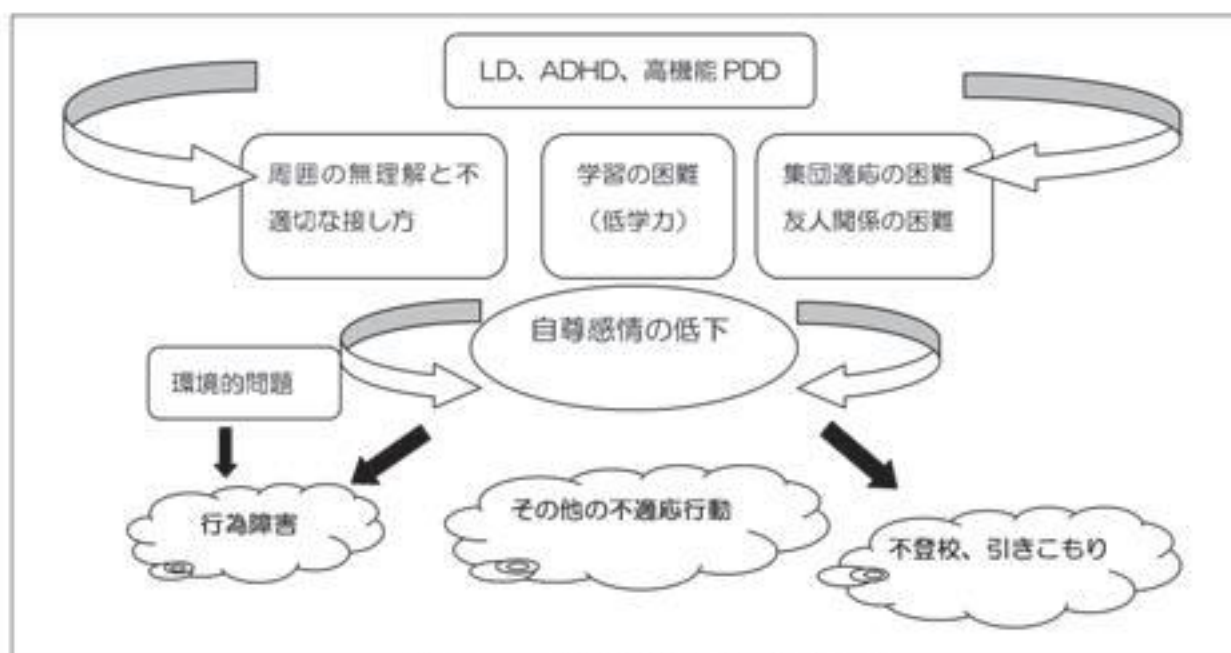 LD、ADHD、高機能 PDD
周囲の無理解と不
適切な接し方
学習の困難
（低学力）
集団適応の困難
友人関係の困難
自尊感情の低下
環境的問題
行為障害
その他の不適応行動
不登校、引きこもり